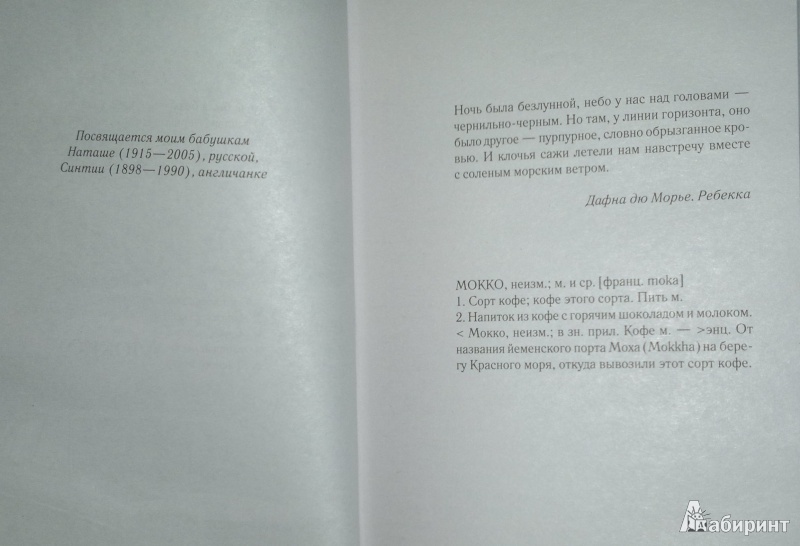 Посвящается моим бабушкам
Наташе (1915—2005), русской,
Синтии (1898—1990), англичанке
Ночь была безлунной, небо у нас над головами —
чернильно-черным. Но там, у линии горизонта, оно
было другое — пурпурное, словно обрызганное кро-
вью. И клочья сажи летели нам навстречу вместе
с соленым морским ветром.
Дафна дю Морье. Ребекка
МОККО, неизм.; м. и ср. [франц. moka]
1. Сорт кофе; кофе этого сорта. Пить м.
2. Напиток из кофе с горячим шоколадом и молоком.
< Мокко, неизм.; в зн. прил. Кофе м. — >энц. От
названия йеменского порта Моха (Mokkha) на бере-
гу Красного моря, откуда вывозили этот сорт кофе.
Лабиринт